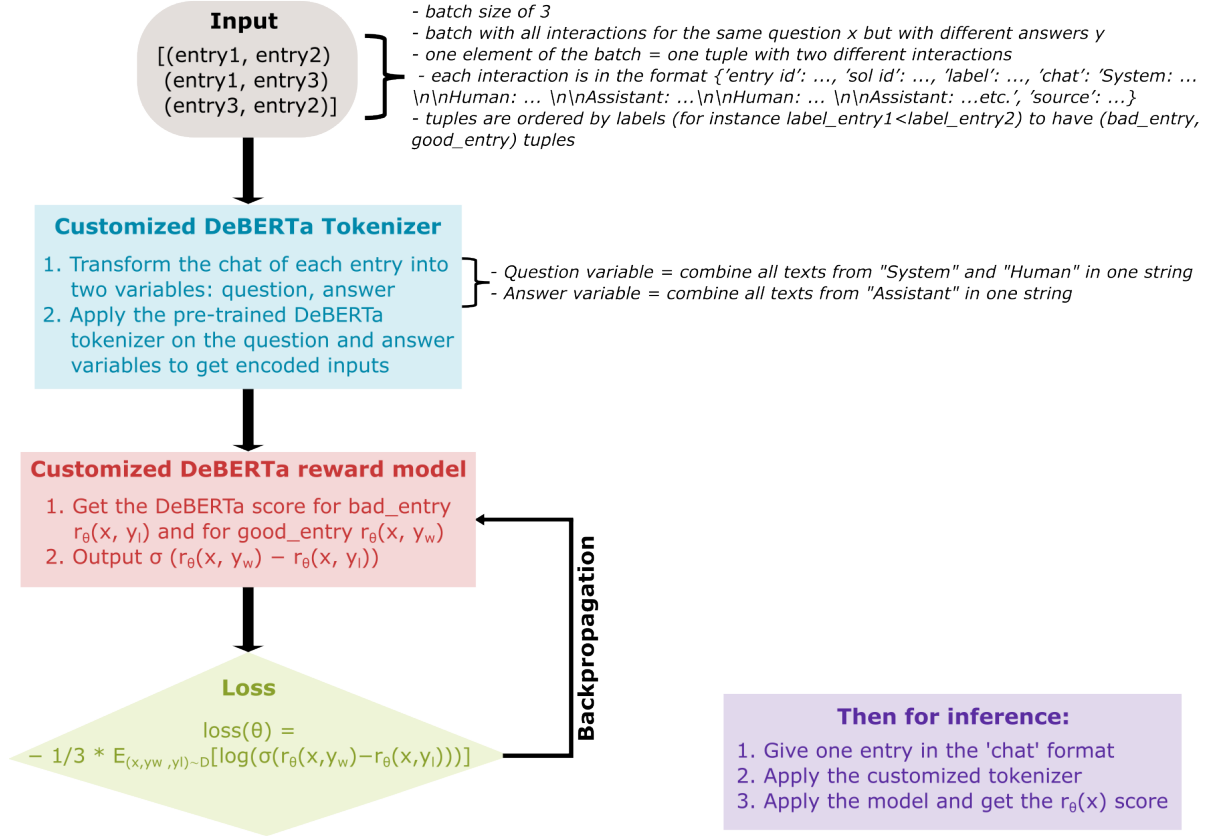 Input
[(entry1, entry2)
(entry1, entry3)
(entry3, entry2)]
- batch size of 3
- batch with all interactions for the same question x but with different answers y
- one element of the batch = one tuple with two different interactions
- each interaction is in the format {’entry id’: ..., ’sol id’: ..., ’label’: ..., ’chat’: ’System: ...
\n\nHuman: ... \n\nAssistant: ...\n\nHuman: ... \n\nAssistant: ...etc.’, ’source’: ...}
- tuples are ordered by labels (for instance label_entry1<label_entry2) to have (bad_entry,
good_entry) tuples
Customized DeBERTa Tokenizer
1. Transform the chat of each entry into
two variables: question, answer
2. Apply the pre-trained DeBERTa
tokenizer on the question and answer
variables to get encoded inputs
- Question variable = combine all texts from "System" and "Human" in one string
- Answer variable = combine all texts from "Assistant" in one string
Customized DeBERTa reward model
1. Get the DeBERTa score for bad_entry
rθ(x, yl) and for good_entry rθ(x, yw)
2. Output σ (rθ(x, yw) − rθ(x, yl))
Backpropagation
Loss
loss(θ) =
− 1/3 * E(x,yw ,yl)~D[log(σ(rθ(x,yw)−rθ(x,yl)))]
Then for inference:
1. Give one entry in the 'chat' format
2. Apply the customized tokenizer
3. Apply the model and get the rθ(x) score